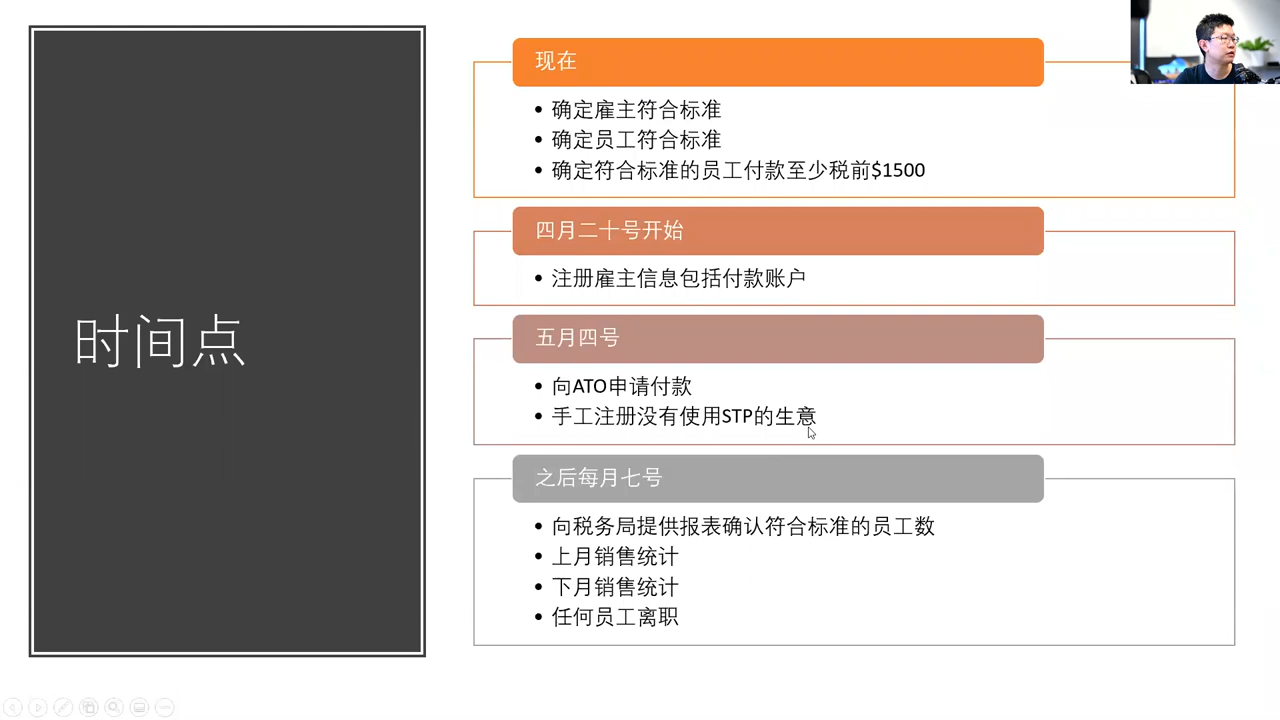 时间点
现在
• 确定雇主符合标准
• 确定员工符合标准
• 确定符合标准的员工付款至少税前$1500
四月二十号开始
• 注册雇主信息包括付款账户
五月四号
• 向ATO申请付款
• 手工注册没有使用STP的生意
之后每月七号
• 向税务局提供报表确认符合标准的员工数
• 上月销售统计
• 下月销售统计
• 任何员工离职